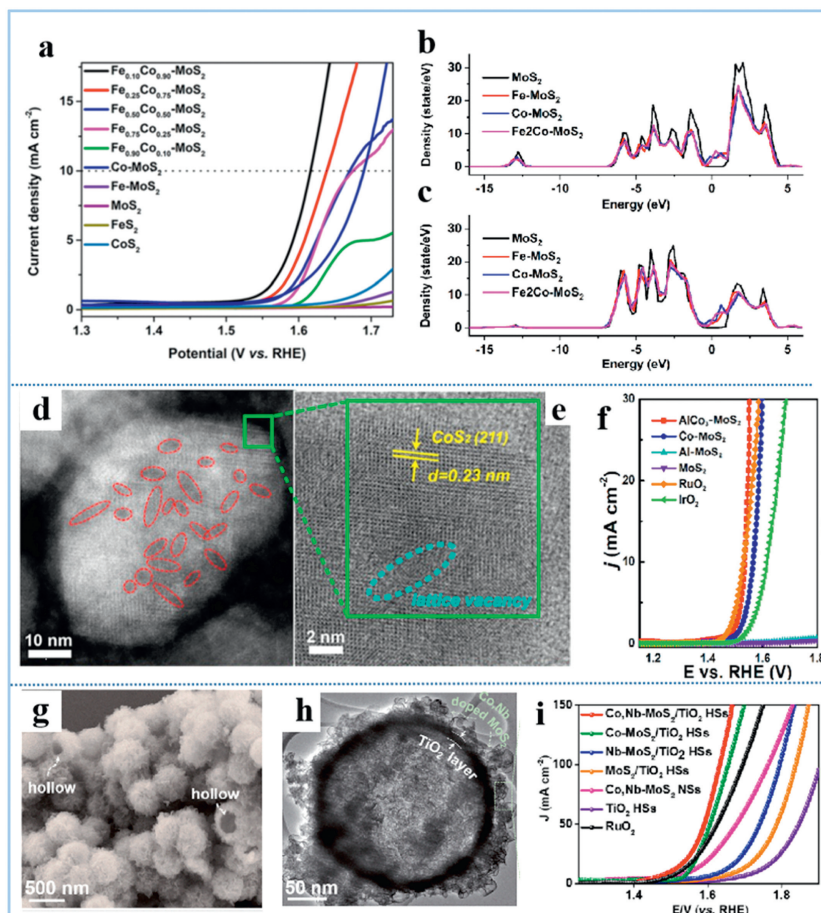 a
Fe0.10Co0.90-MoS2
Fe0.25Co0.75-MoS2
Fe0.50Co0.50-MoS2
Fe0.75Co0.25-MoS2
Fe0.90Co0.10-MoS2
Co-MoS2
Fe-MoS2
MoS2
FeS2
CoS2
15
10
5
0
1.3
1.4
1.5
1.6
1.7
Current density (mA cm-2)
Potential (V vs. RHE)
b
MoS2
Fe-MoS2
Co-MoS2
Fe2Co-MoS2
30
20
10
0
-15
-10
-5
0
5
Density (state/eV)
Energy (eV)
c
MoS2
Fe-MoS2
Co-MoS2
Fe2Co-MoS2
30
20
10
0
-15
-10
-5
0
5
Density (state/eV)
Energy (eV)
d
10 nm
e
CoS2 (211)
d=0.23 nm
lattice vacancy
2 nm
f
AlCo3-MoS2
Co-MoS2
Al-MoS2
MoS2
RuO2
IrO2
30
20
10
0
1.2
1.4
1.6
1.8
j (mA cm-2)
E vs. RHE (V)
g
hollow
hollow
500 nm
h
Co,Nb
doped MoS2
TiO2 layer
50 nm
i
Co,Nb-MoS2/TiO2 HSs
Co-MoS2/TiO2 HSs
Nb-MoS2/TiO2 HSs
MoS2/TiO2 HSs
Co,Nb-MoS2 NSs
TiO2 HSs
RuO2
150
100
50
0
1.4
1.6
1.8
J (mA cm-2)
E/V (vs. RHE)